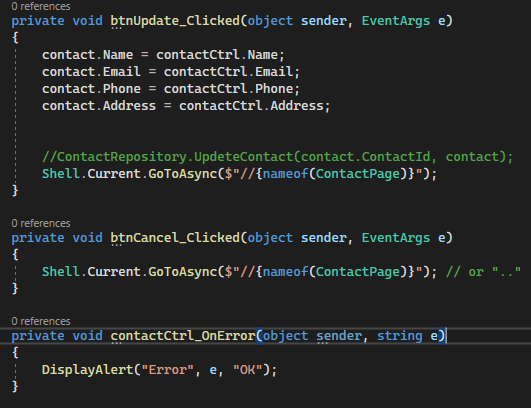 0 references
private void btnUpdate_Clicked(object sender, EventArgs e)
{
contact.Name = contactCtrl.Name;
contact.Email = contactCtrl.Email;
contact.Phone = contactCtrl.Phone;
contact.Address = contactCtrl.Address;
//ContactRepository.UpdeteContact(contact.ContactId, contact);
Shell.Current.GoToAsync($"//{nameof(ContactPage)}");
}
0 references
private void btnCancel_Clicked(object sender, EventArgs e)
{
Shell.Current.GoToAsync($"//{nameof(ContactPage)}"); // or ".."
}
0 references
private void contactCtrl_OnError(object sender, string e)
{
DisplayAlert("Error", e, "OK");
}